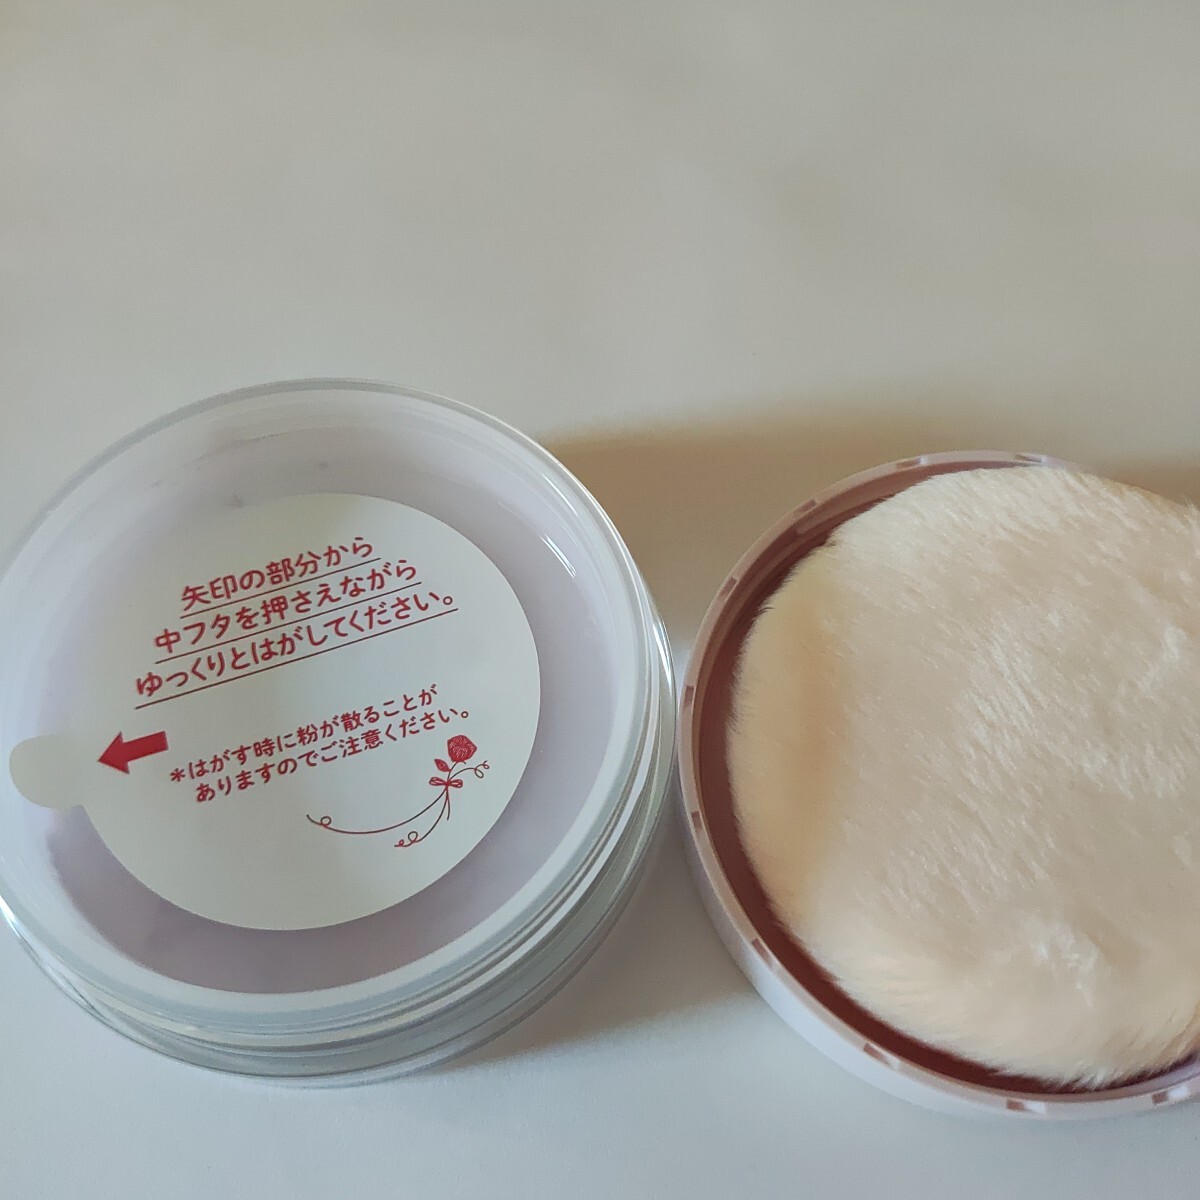 矢印の部分から
中フタを押さえながら
ゆっくりとはがしてください。
＊はがす時に粉が散ることが
ありますのでご注意ください。